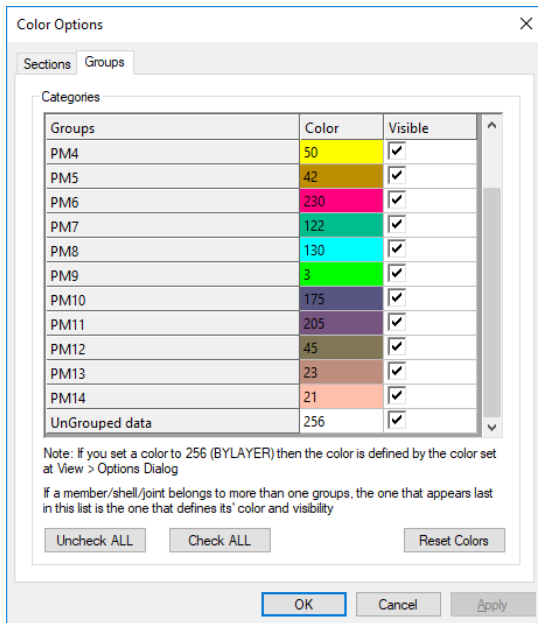 Color Options
Sections Groups
Categories
Groups Color Visible
PM4 50
PM5 42
PM6 230
PM7 122
PM8 130
PM9 3
PM10 175
PM11 205
PM12 45
PM13 23
PM14 21
UnGrouped data 256
Note: If you set a color to 256 (BYLAYER) then the color is defined by the color set
at View > Options Dialog
If a member/shell/joint belongs to more than one groups, the one that appears last
in this list is the one that defines its' color and visibility
Uncheck ALL Check ALL Reset Colors
OK Cancel Apply